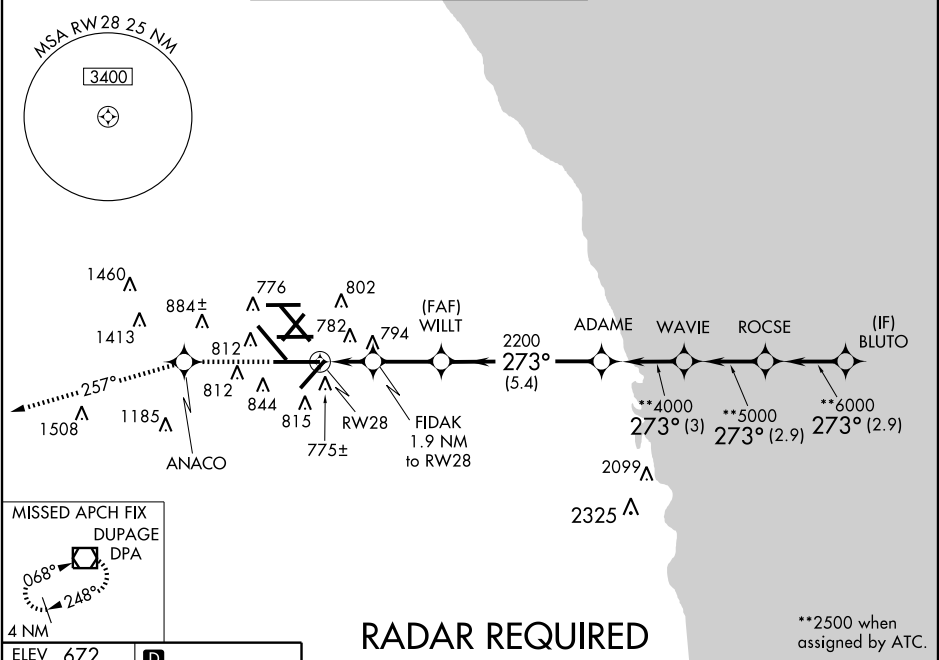 MSA RW28 25 NM
3400
1460
1413
884±
776
802
812
782
794
(FAF)
WILLT
2200
273°
(5.4)
ADAME
WAVIE
ROCSE
(IF)
BLUTO
**4000
273° (3)
**5000
273° (2.9)
**6000
273° (2.9)
257°
1508
1185
ANACO
812
844
815
775±
RW28
FIDAK
1.9 NM
to RW28
2099
2325
MISSED APCH FIX
DUPAGE
DPA
068°
248°
4 NM
RADAR REQUIRED
**2500 when
assigned by ATC.
ELEV 672
D